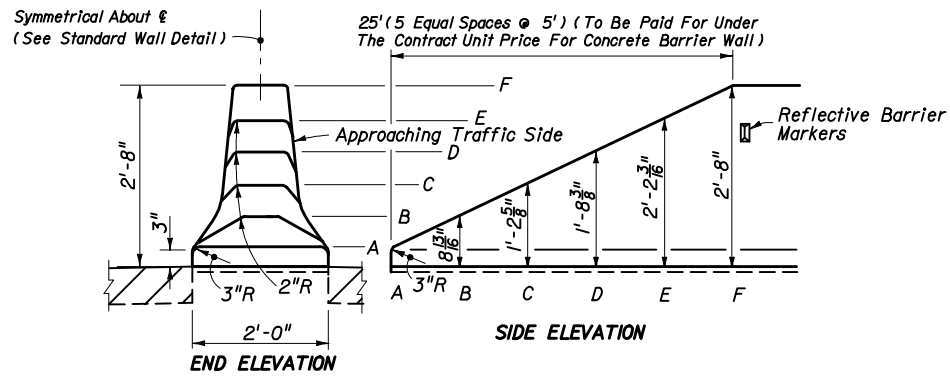 Symmetrical About ℄
(See Standard Wall Detail)
25' (5 Equal Spaces @ 5') (To Be Paid For Under
The Contract Unit Price For Concrete Barrier Wall)
F
E
Approaching Traffic Side
D
C
B
A
2'-8"
3"
3"R
2"R
2'-0"
END ELEVATION
Reflective Barrier
Markers
8 13/16"
1'-2 5/8"
1'-8 3/8"
2'-2 3/16"
2'-8"
3"R
A B C D E F
SIDE ELEVATION